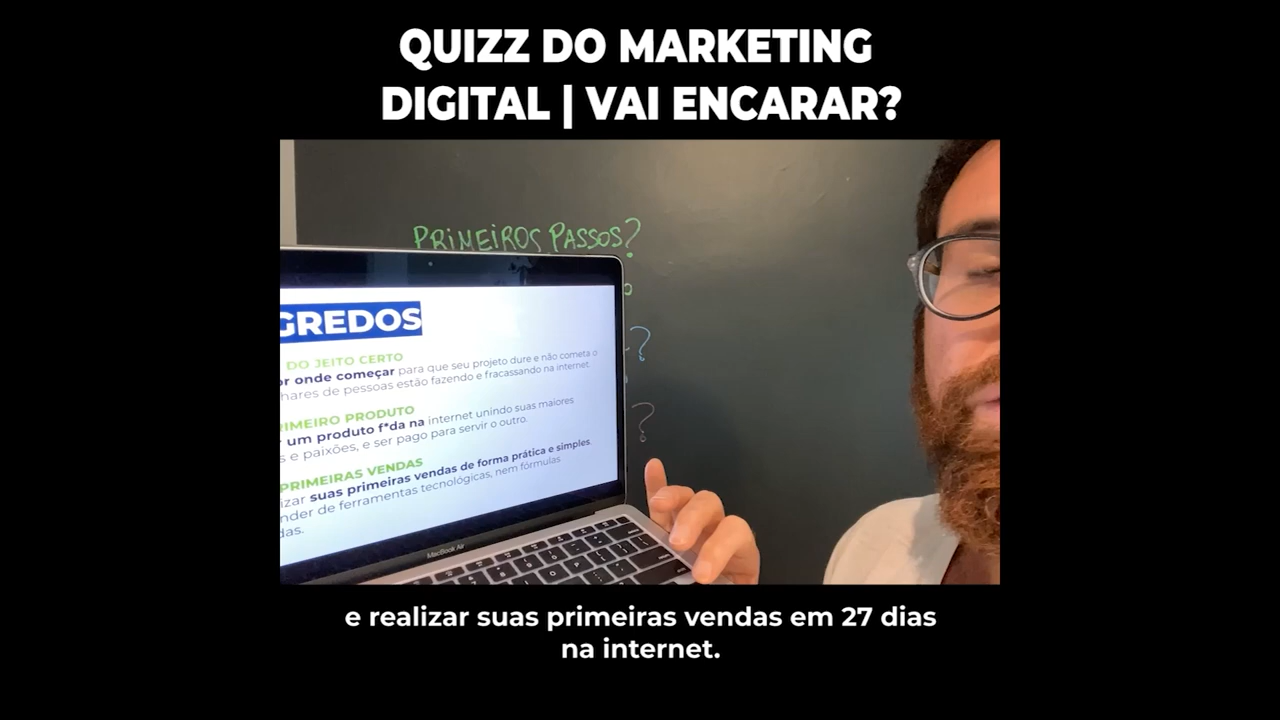 QUIZZ DO MARKETING
DIGITAL | VAI ENCARAR?
PRIMEIROS PASSOS?
?
?
GREDOS
DO JEITO CERTO
or onde começar para que seu projeto dure e não cometa o
hares de pessoas estão fazendo e fracassando na internet.
RIMEIRO PRODUTO
um produto f*da na internet unindo suas maiores
s e paixões, e ser pago para servir o outro.
PRIMEIRAS VENDAS
izar suas primeiras vendas de forma prática e simples.
nder de ferramentas tecnológicas, nem fórmulas
das.
MacBook Air
e realizar suas primeiras vendas em 27 dias
na internet.